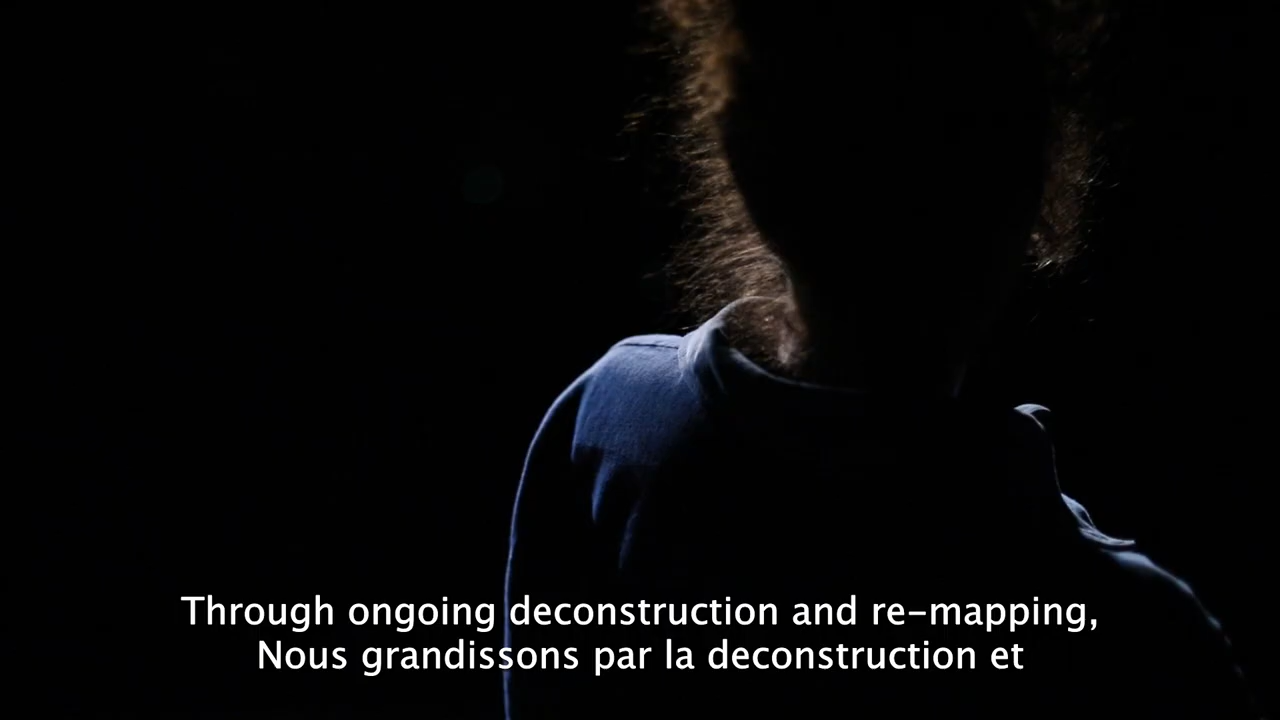 Through ongoing deconstruction and re-mapping,
Nous grandissons par la deconstruction et